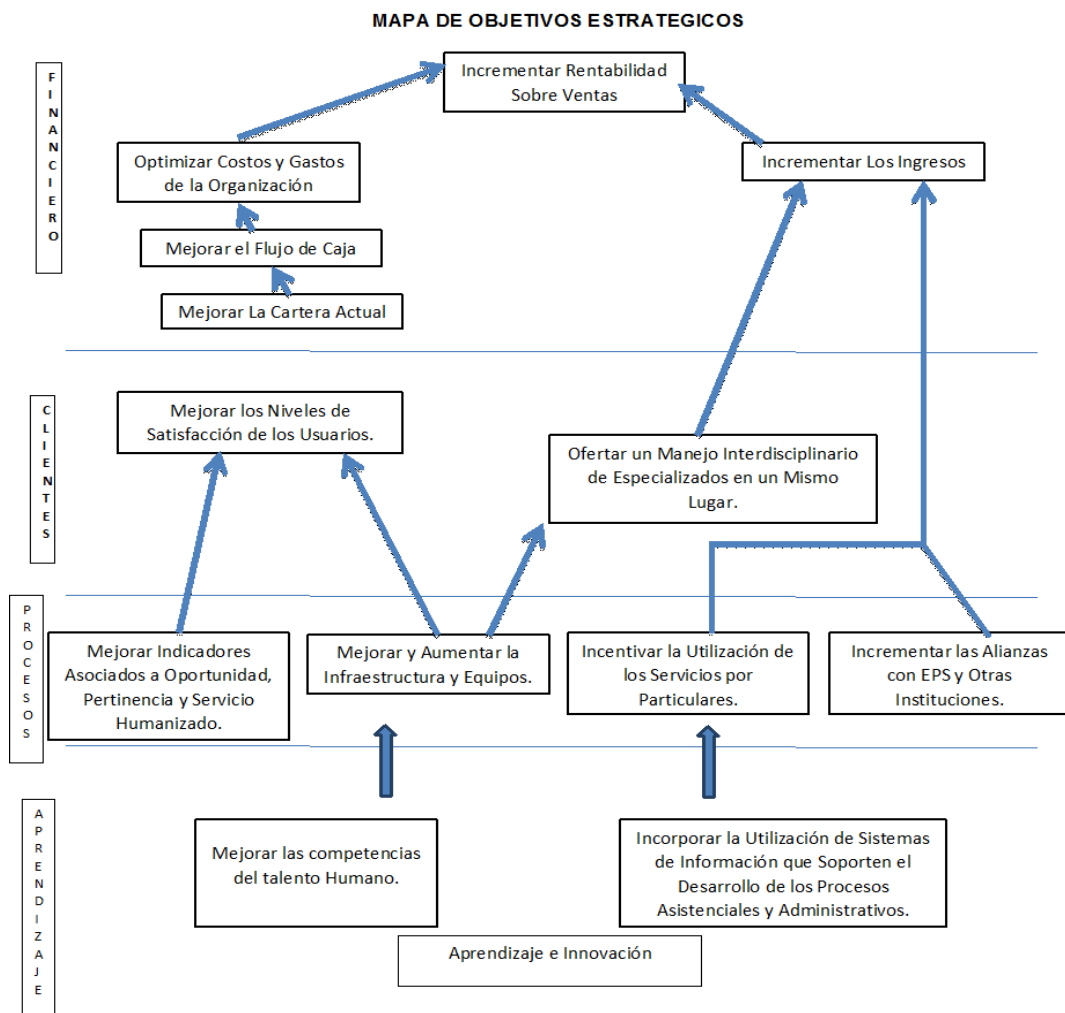 MAPA DE OBJETIVOS ESTRATEGICOS
FINANCIERO
Incrementar Rentabilidad
Sobre Ventas
Optimizar Costos y Gastos
de la Organización
Incrementar Los Ingresos
Mejorar el Flujo de Caja
Mejorar La Cartera Actual
CLIENTES
Mejorar los Niveles de
Satisfacción de los Usuarios.
Ofertar un Manejo Interdisciplinario
de Especializados en un Mismo
Lugar.
PROCESOS
Mejorar Indicadores
Asociados a Oportunidad,
Pertinencia y Servicio
Humanizado.
Mejorar y Aumentar la
Infraestructura y Equipos.
Incentivar la Utilización de
los Servicios por
Particulares.
Incrementar las Alianzas
con EPS y Otras
Instituciones.
APRENDIZAJE
Mejorar las competencias
del talento Humano.
Incorporar la Utilización de Sistemas
de Información que Soporten el
Desarrollo de los Procesos
Asistenciales y Administrativos.
Aprendizaje e Innovación